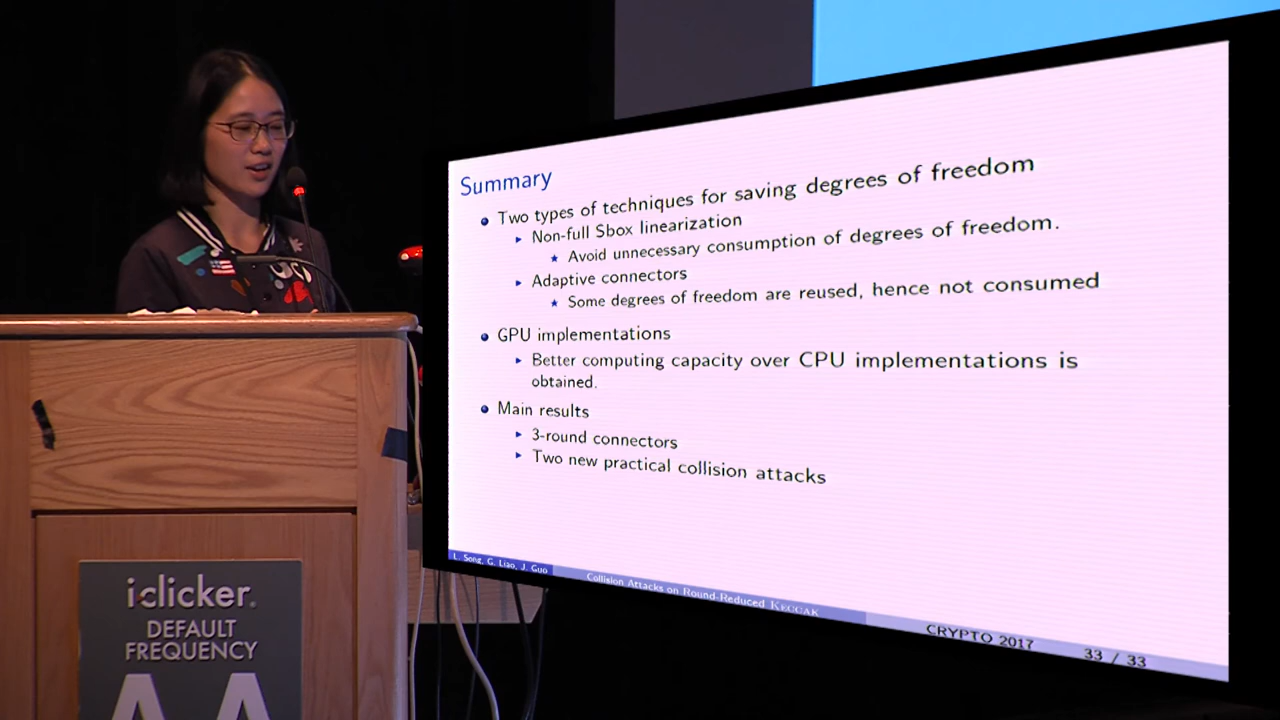 Summary
Two types of techniques for saving degrees of freedom
Non-full Sbox linearization
Avoid unnecessary consumption of degrees of freedom.
Adaptive connectors
Some degrees of freedom are reused, hence not consumed
GPU implementations
Better computing capacity over CPU implementations is
obtained.
Main results
3-round connectors
Two new practical collision attacks
L. Song, G. Liao, J. Guo
Collision Attacks on Round-Reduced KECCAK
CRYPTO 2017
33 / 33
iclicker.
DEFAULT
FREQUENCY
AA